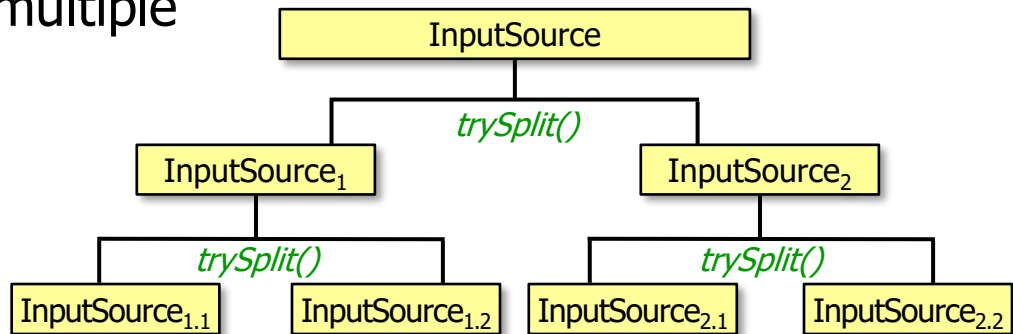 multiple
InputSource
trySplit()
InputSource₁ InputSource₂
trySplit() trySplit()
InputSource₁.₁ InputSource₁.₂ InputSource₂.₁ InputSource₂.₂